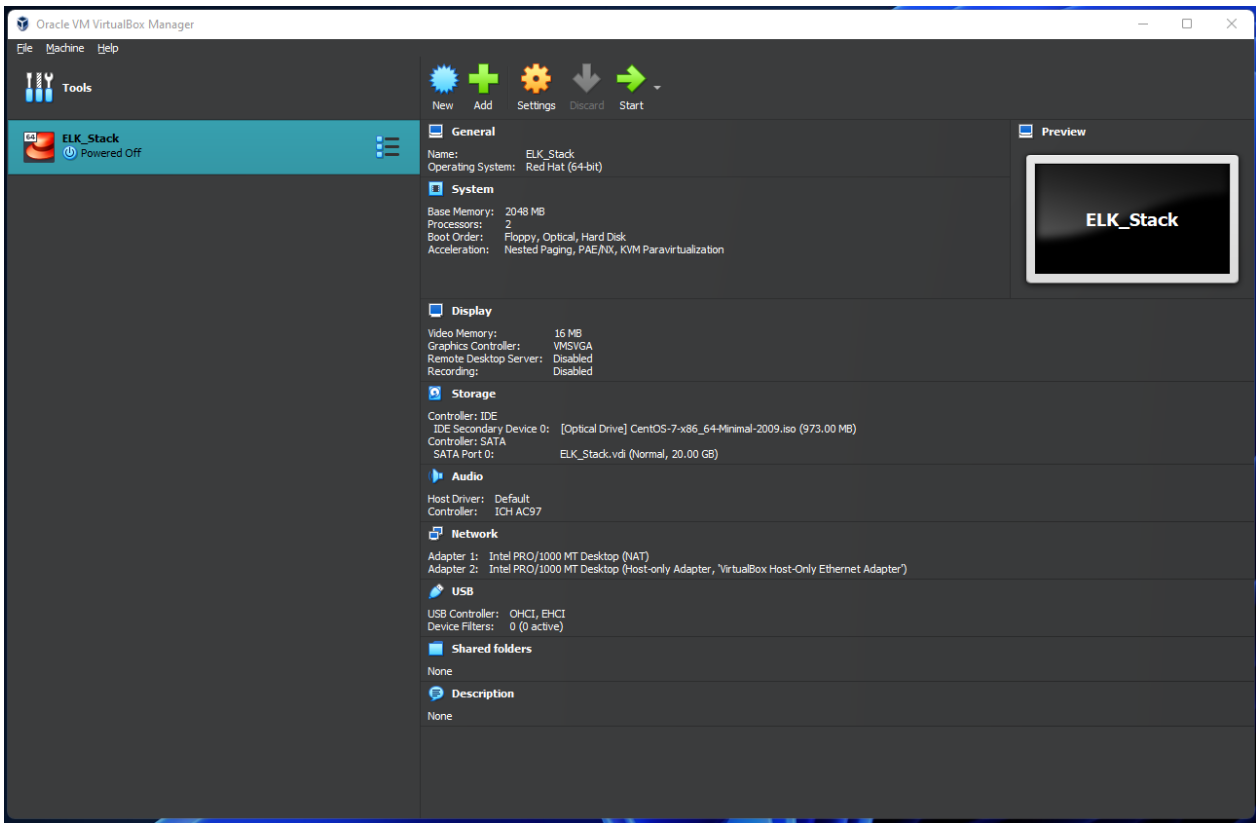 Oracle VM VirtualBox Manager
File Machine Help
Tools
New Add Settings Discard Start
64
ELK_Stack
Powered Off
General
Name: ELK_Stack
Operating System: Red Hat (64-bit)
System
Base Memory: 2048 MB
Processors: 2
Boot Order: Floppy, Optical, Hard Disk
Acceleration: Nested Paging, PAE/NX, KVM Paravirtualization
Preview
ELK_Stack
Display
Video Memory: 16 MB
Graphics Controller: VMSVGA
Remote Desktop Server: Disabled
Recording: Disabled
Storage
Controller: IDE
IDE Secondary Device 0: [Optical Drive] CentOS-7-x86_64-Minimal-2009.iso (973.00 MB)
Controller: SATA
SATA Port 0: ELK_Stack.vdi (Normal, 20.00 GB)
Audio
Host Driver: Default
Controller: ICH AC97
Network
Adapter 1: Intel PRO/1000 MT Desktop (NAT)
Adapter 2: Intel PRO/1000 MT Desktop (Host-only Adapter, 'VirtualBox Host-Only Ethernet Adapter')
USB
USB Controller: OHCI, EHCI
Device Filters: 0 (0 active)
Shared folders
None
Description
None